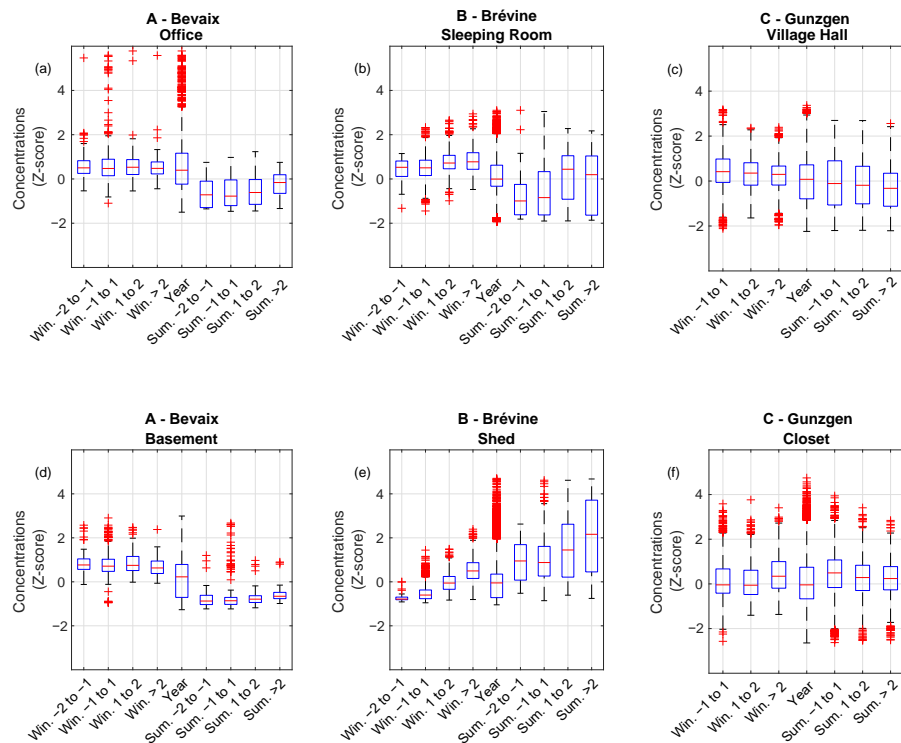 A - Bevaix
Office
(a)
Concentrations
(Z-score)
4
2
0
−2
Win. −2 to −1
Win. −1 to 1
Win. 1 to 2
Win. > 2
Year
Sum. −2 to −1
Sum. −1 to 1
Sum. 1 to 2
Sum. >2
B - Brévine
Sleeping Room
(b)
Concentrations
(Z-score)
4
2
0
−2
Win. −2 to −1
Win. −1 to 1
Win. 1 to 2
Win. > 2
Year
Sum. −2 to −1
Sum. −1 to 1
Sum. 1 to 2
Sum. >2
C - Gunzgen
Village Hall
(c)
Concentrations
(Z-score)
4
2
0
−2
Win. −1 to 1
Win. 1 to 2
Win. > 2
Year
Sum. −1 to 1
Sum. 1 to 2
Sum. > 2
A - Bevaix
Basement
(d)
Concentrations
(Z-score)
4
2
0
−2
Win. −2 to −1
Win. −1 to 1
Win. 1 to 2
Win. > 2
Year
Sum. −2 to −1
Sum. −1 to 1
Sum. 1 to 2
Sum. >2
B - Brévine
Shed
(e)
Concentrations
(Z-score)
4
2
0
−2
Win. −2 to −1
Win. −1 to 1
Win. 1 to 2
Win. > 2
Year
Sum. −2 to −1
Sum. −1 to 1
Sum. 1 to 2
Sum. >2
C - Gunzgen
Closet
(f)
Concentrations
(Z-score)
4
2
0
−2
Win. −1 to 1
Win. 1 to 2
Win. > 2
Year
Sum. −1 to 1
Sum. 1 to 2
Sum. > 2